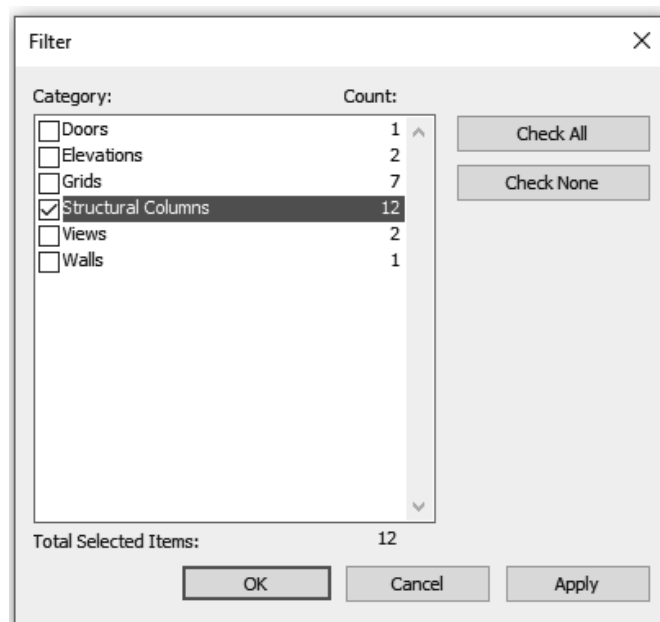 Filter
Category: Count:
Doors 1
Elevations 2
Grids 7
Structural Columns 12
Views 2
Walls 1
Check All
Check None
Total Selected Items: 12
OK Cancel Apply